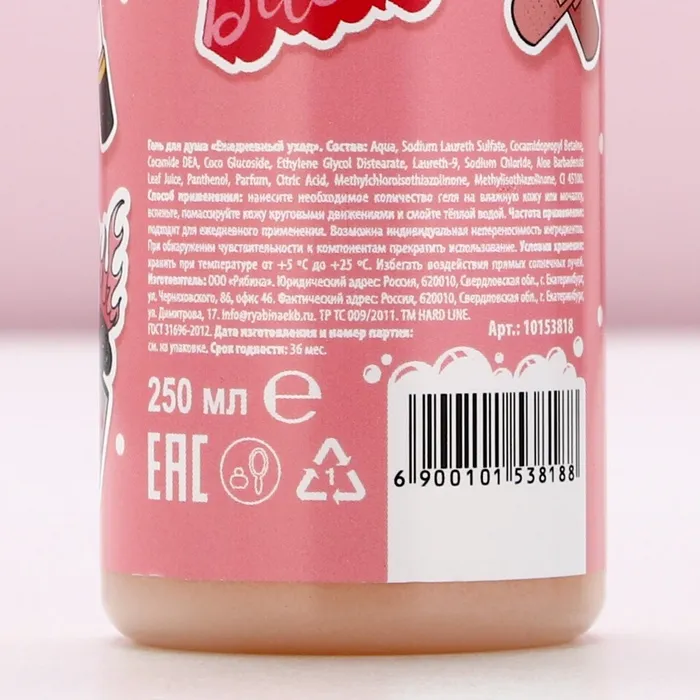 Гель для душа «Ежедневный уход». Состав: Aqua, Sodium Laureth Sulfate, Cocamidopropyl Betaine,
Cocamide DEA, Coco Glucoside, Ethylene Glycol Distearate, Laureth-9, Sodium Chloride, Aloe Barbadensis
Leaf Juice, Panthenol, Parfum, Citric Acid, Methylchloroisothiazolinone, Methylisothiazolinone, CI 45100.
Способ применения: нанесите необходимое количество геля на влажную кожу или мочалку,
вспеньте, помассируйте кожу круговыми движениями и смойте тёплой водой. Частота применения:
подходит для ежедневного применения. Возможна индивидуальная непереносимость ингредиентов.
При обнаружении чувствительности к компонентам прекратить использование. Условия хранения:
хранить при температуре от +5 °C до +25 °C. Избегать воздействия прямых солнечных лучей.
Изготовитель: ООО «Рябина». Юридический адрес: Россия, 620010, Свердловская обл., г. Екатеринбург,
ул. Черняховского, 86, офис 46. Фактический адрес: Россия, 620010, Свердловская обл., г. Екатеринбург,
ул. Димитрова, 17. info@ryabinaekb.ru. ТР ТС 009/2011. TM HARD LINE.
ГОСТ 31696-2012. Дата изготовления и номер партии:
см. на упаковке. Срок годности: 36 мес.
Арт.: 10153818
250 мл e
EAC
1
6 900101 538188